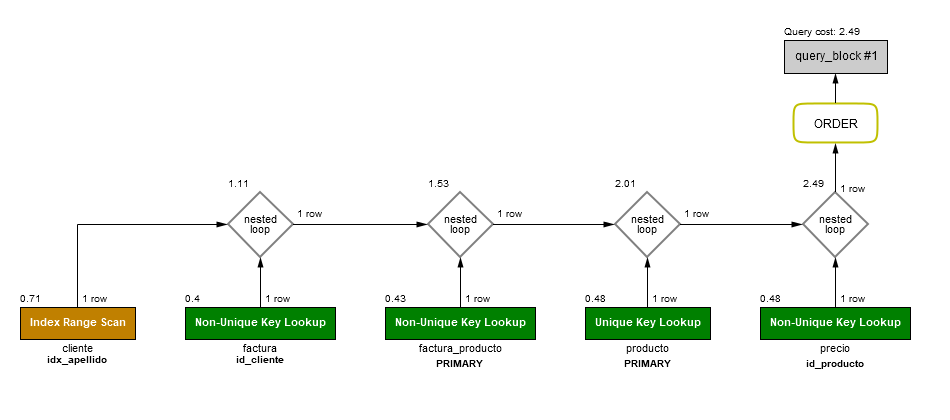 Query cost: 2.49
query_block #1
ORDER
1.11
1.53
2.01
2.49
1 row
nested
loop
1 row
nested
loop
1 row
nested
loop
1 row
nested
loop
1 row
0.71
1 row
0.4
1 row
0.43
1 row
0.48
1 row
0.48
1 row
Index Range Scan
Non-Unique Key Lookup
Non-Unique Key Lookup
Unique Key Lookup
Non-Unique Key Lookup
cliente
idx_apellido
factura
id_cliente
factura_producto
PRIMARY
producto
PRIMARY
precio
id_producto